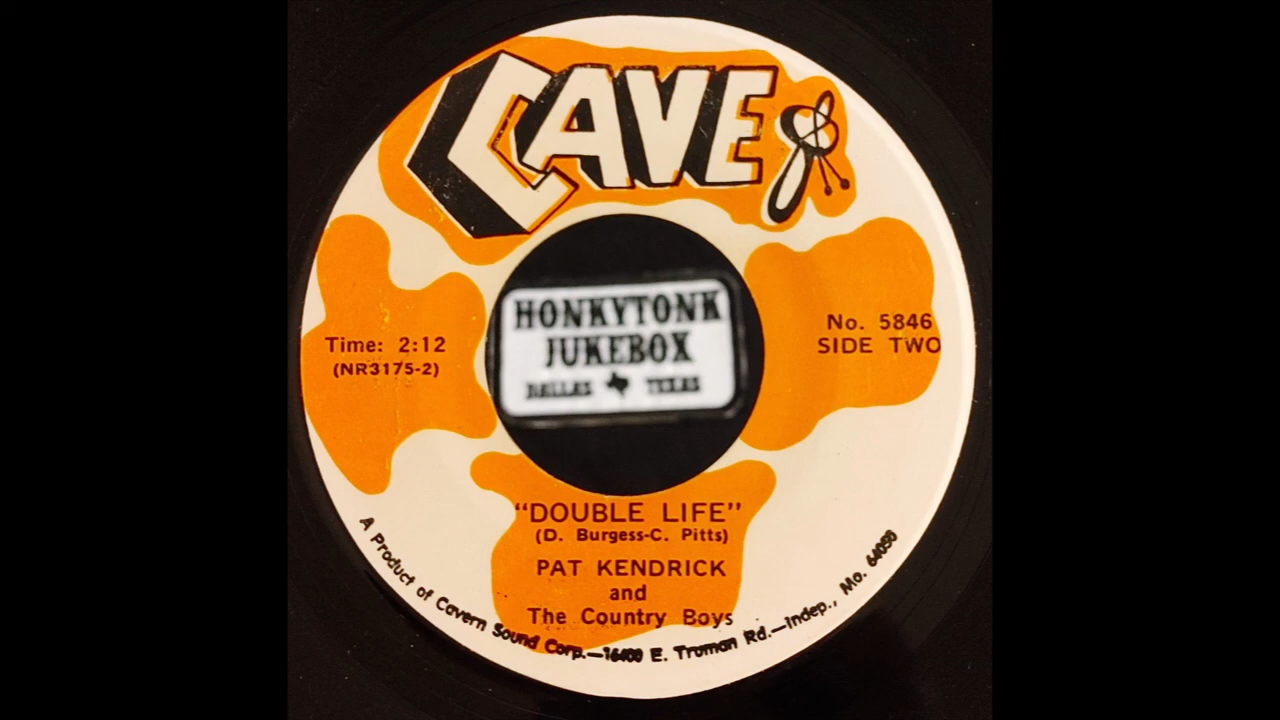 CAVE
HONKYTONK
JUKEBOX
DALLAS TEXAS
Time: 2:12
(NR3175-2)
No. 5846
SIDE TWO
“DOUBLE LIFE”
(D. Burgess-C. Pitts)
PAT KENDRICK
and
The Country Boys
A Product of Cavern Sound Corp.—16400 E. Truman Rd.—Indep., Mo. 64050